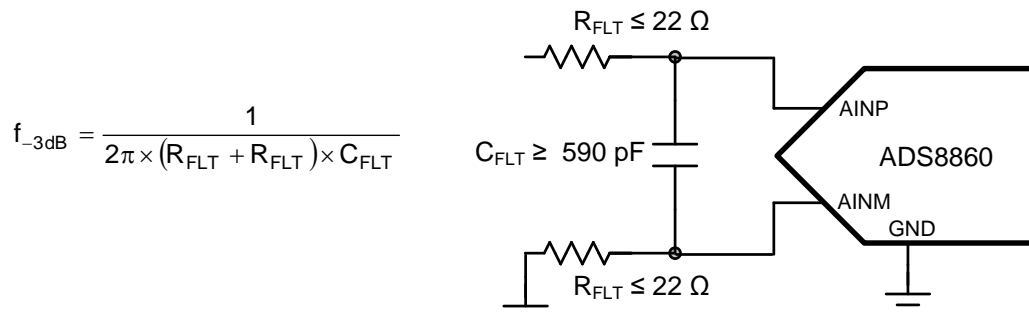 R_FLT ≤ 22 Ω
f_−3dB = 1 / (2π × (R_FLT + R_FLT) × C_FLT)
AINP
C_FLT ≥ 590 pF
ADS8860
AINM
GND
R_FLT ≤ 22 Ω